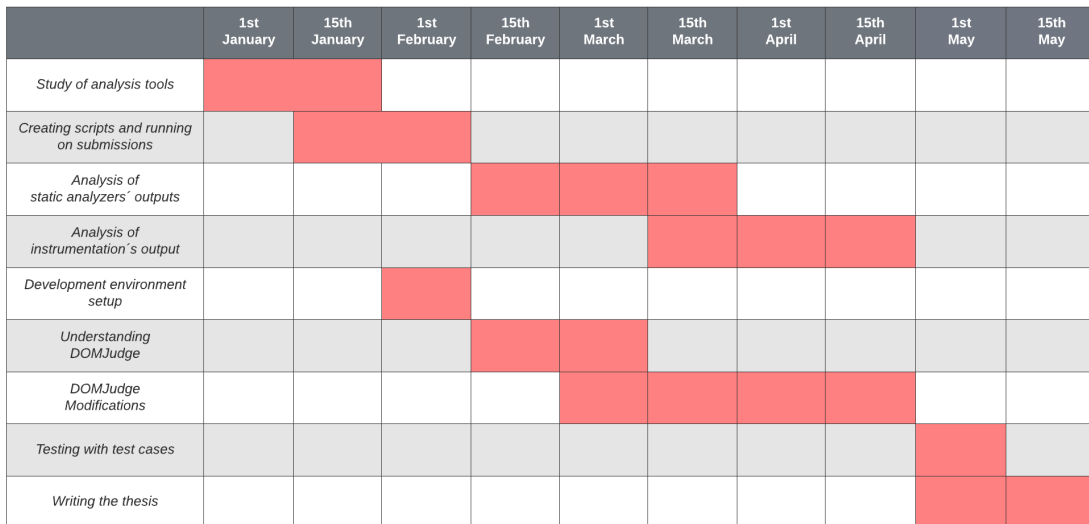 1st January
15th January
1st February
15th February
1st March
15th March
1st April
15th April
1st May
15th May
Study of analysis tools
Creating scripts and running
on submissions
Analysis of
static analyzers´ outputs
Analysis of
instrumentation´s output
Development environment
setup
Understanding
DOMJudge
DOMJudge
Modifications
Testing with test cases
Writing the thesis